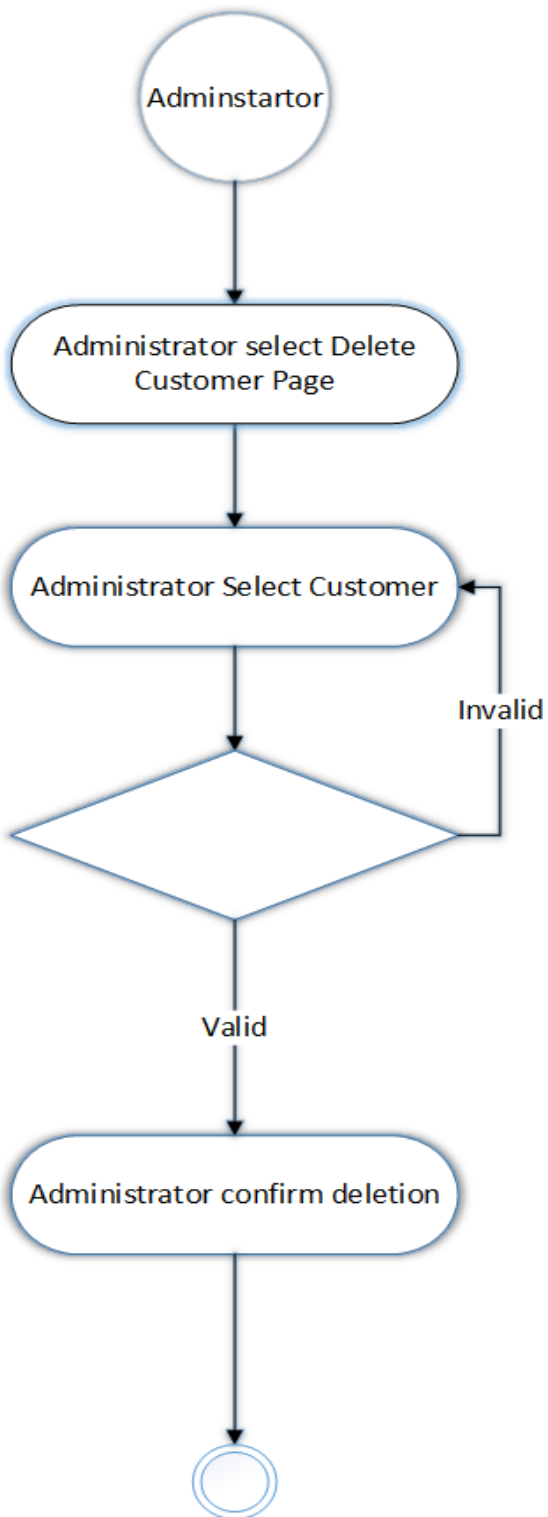 Adminstartor
Administrator select Delete
Customer Page
Administrator Select Customer
Invalid
Valid
Administrator confirm deletion